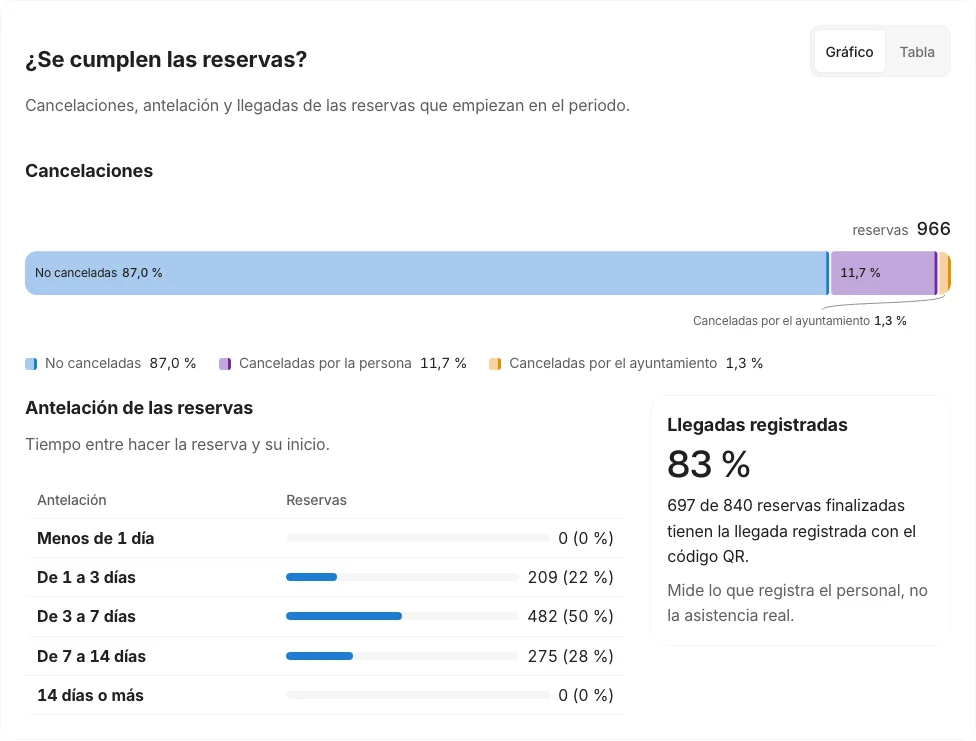 ¿Se cumplen las reservas?
Gráfico Tabla
Cancelaciones, antelación y llegadas de las reservas que empiezan en el periodo.
Cancelaciones
reservas 966
No canceladas 87,0 % 11,7 %
Canceladas por el ayuntamiento 1,3 %
No canceladas 87,0 % Canceladas por la persona 11,7 % Canceladas por el ayuntamiento 1,3 %
Antelación de las reservas
Tiempo entre hacer la reserva y su inicio.
Antelación Reservas
Menos de 1 día 0 (0 %)
De 1 a 3 días 209 (22 %)
De 3 a 7 días 482 (50 %)
De 7 a 14 días 275 (28 %)
14 días o más 0 (0 %)
Llegadas registradas
83 %
697 de 840 reservas finalizadas
tienen la llegada registrada con el
código QR.
Mide lo que registra el personal, no
la asistencia real.